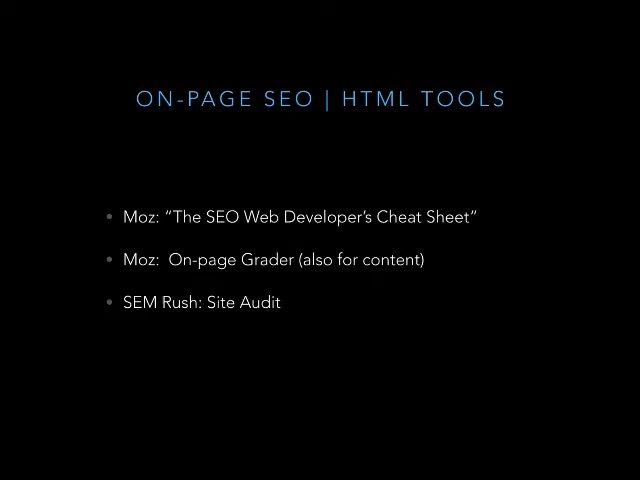 ON-PAGE SEO | HTML TOOLS
• Moz: “The SEO Web Developer’s Cheat Sheet”
• Moz:  On-page Grader (also for content)
• SEM Rush: Site Audit